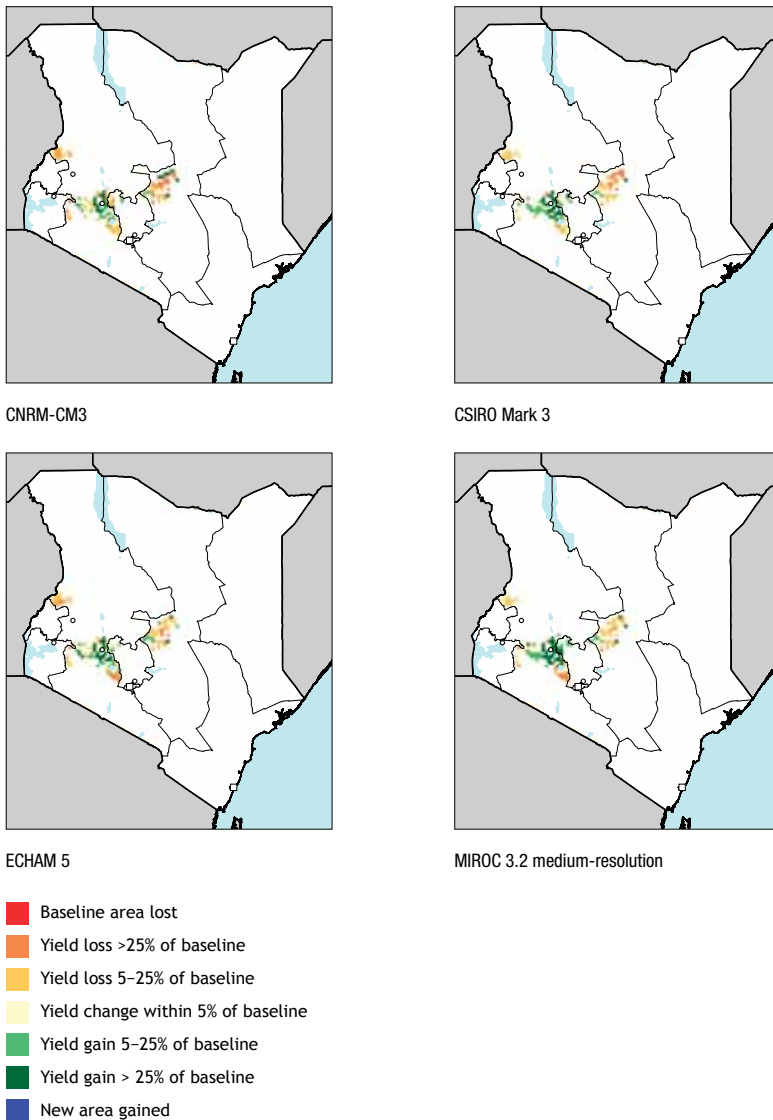 CNRM-CM3
CSIRO Mark 3
ECHAM 5
MIROC 3.2 medium-resolution
Baseline area lost
Yield loss >25% of baseline
Yield loss 5–25% of baseline
Yield change within 5% of baseline
Yield gain 5–25% of baseline
Yield gain > 25% of baseline
New area gained